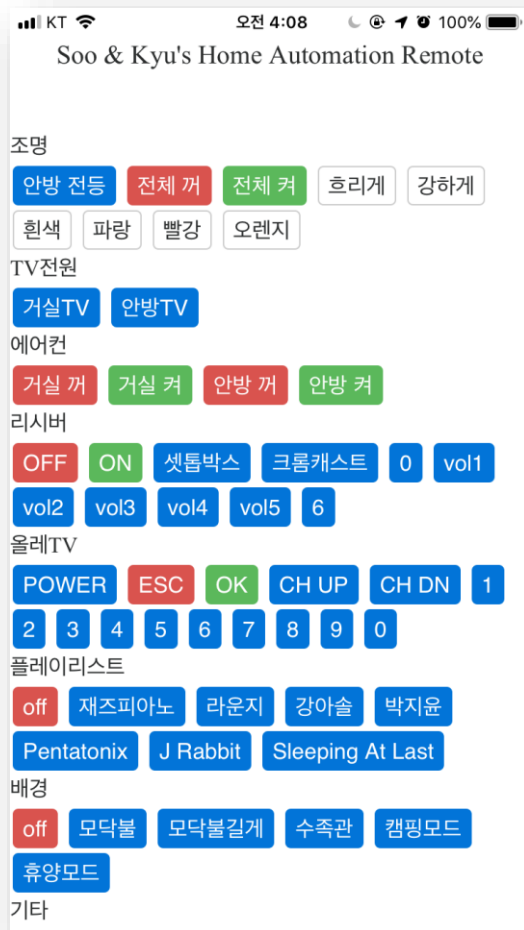 KT 오전 4:08 100%
Soo & Kyu's Home Automation Remote
조명
안방 전등 전체 꺼 전체 켜 흐리게 강하게
흰색 파랑 빨강 오렌지
TV전원
거실TV 안방TV
에어컨
거실 꺼 거실 켜 안방 꺼 안방 켜
리시버
OFF ON 셋톱박스 크롬캐스트 0 vol1
vol2 vol3 vol4 vol5 6
올레TV
POWER ESC OK CH UP CH DN 1
2 3 4 5 6 7 8 9 0
플레이리스트
off 재즈피아노 라운지 강아솔 박지윤
Pentatonix J Rabbit Sleeping At Last
배경
off 모닥불 모닥불길게 수족관 캠핑모드
휴양모드
기타